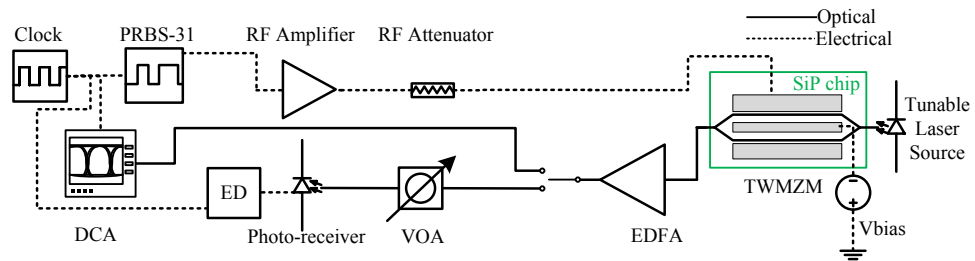 Clock
PRBS-31
RF Amplifier
RF Attenuator
Optical
Electrical
SiP chip
Tunable
Laser
Source
TWMZM
Vbias
ED
DCA
Photo-receiver
VOA
EDFA